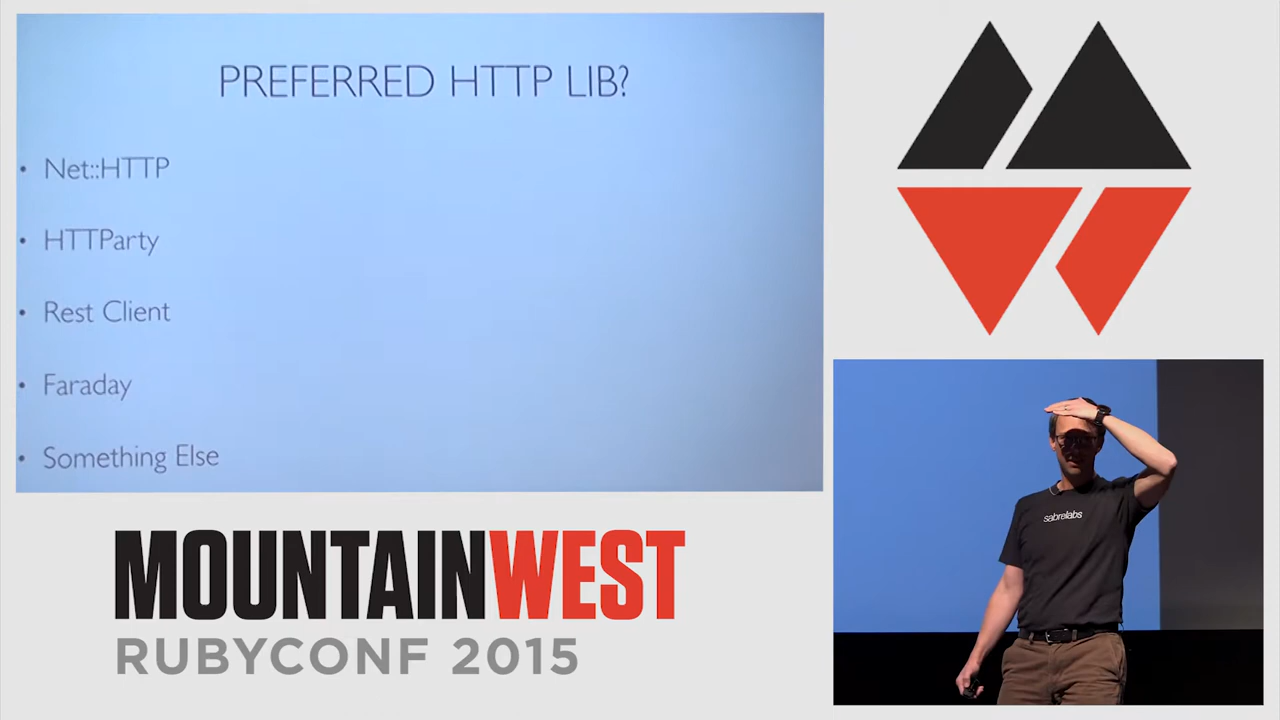 PREFERRED HTTP LIB?
• Net::HTTP
• HTTParty
• Rest Client
• Faraday
• Something Else
MOUNTAINWEST
RUBYCONF 2015
sabrelabs